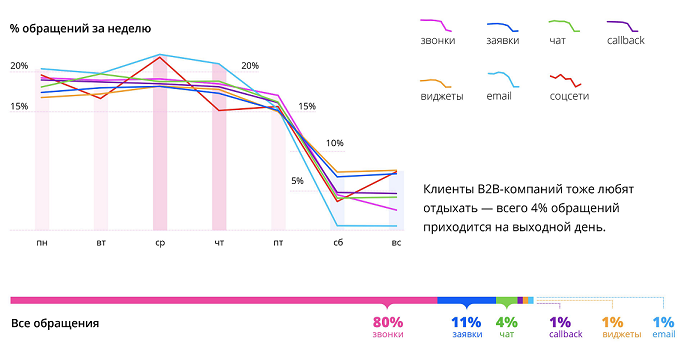 % обращений за неделю
20%
15%
20%
15%
10%
5%
пн вт ср чт пт сб вс
звонки заявки чат callback
виджеты email соцсети
Клиенты B2B-компаний тоже любят
отдыхать — всего 4% обращений
приходится на выходной день.
Все обращения
80% 11% 4% 1% 1% 1%
звонки заявки чат callback виджеты email